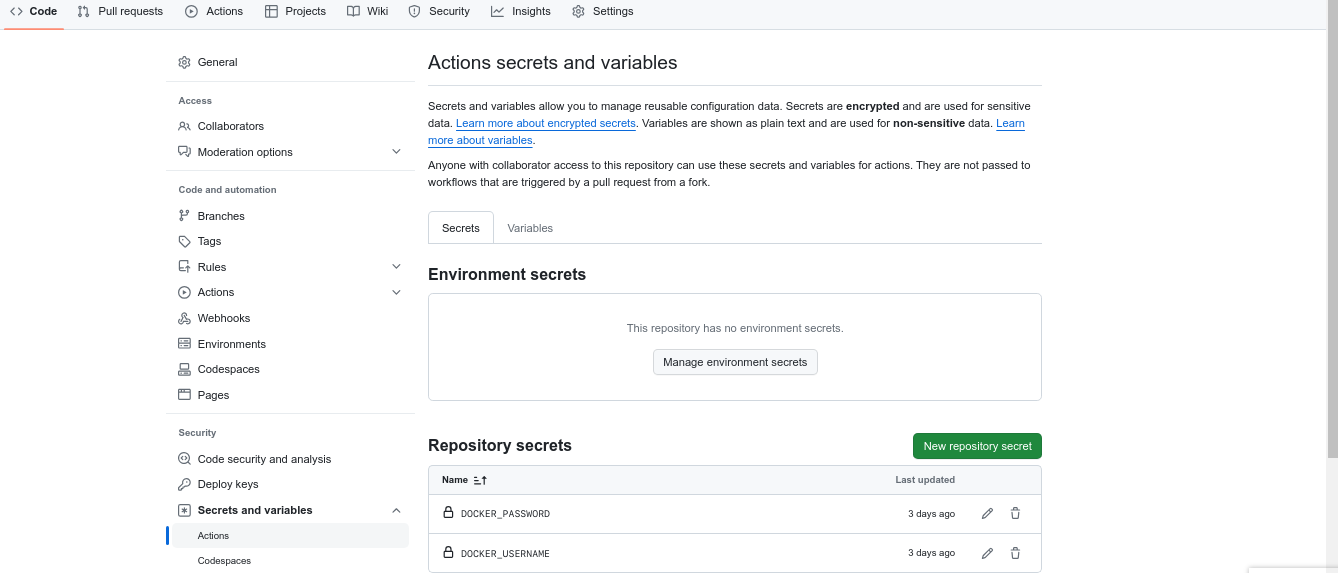 Code Pull requests Actions Projects Wiki Security Insights Settings
General
Access
Collaborators
Moderation options
Code and automation
Branches
Tags
Rules
Actions
Webhooks
Environments
Codespaces
Pages
Security
Code security and analysis
Deploy keys
Secrets and variables
Actions
Codespaces
Actions secrets and variables
Secrets and variables allow you to manage reusable configuration data. Secrets are encrypted and are used for sensitive
data. Learn more about encrypted secrets. Variables are shown as plain text and are used for non-sensitive data. Learn
more about variables.
Anyone with collaborator access to this repository can use these secrets and variables for actions. They are not passed to
workflows that are triggered by a pull request from a fork.
Secrets Variables
Environment secrets
This repository has no environment secrets.
Manage environment secrets
Repository secrets New repository secret
Name Last updated
DOCKER_PASSWORD 3 days ago
DOCKER_USERNAME 3 days ago